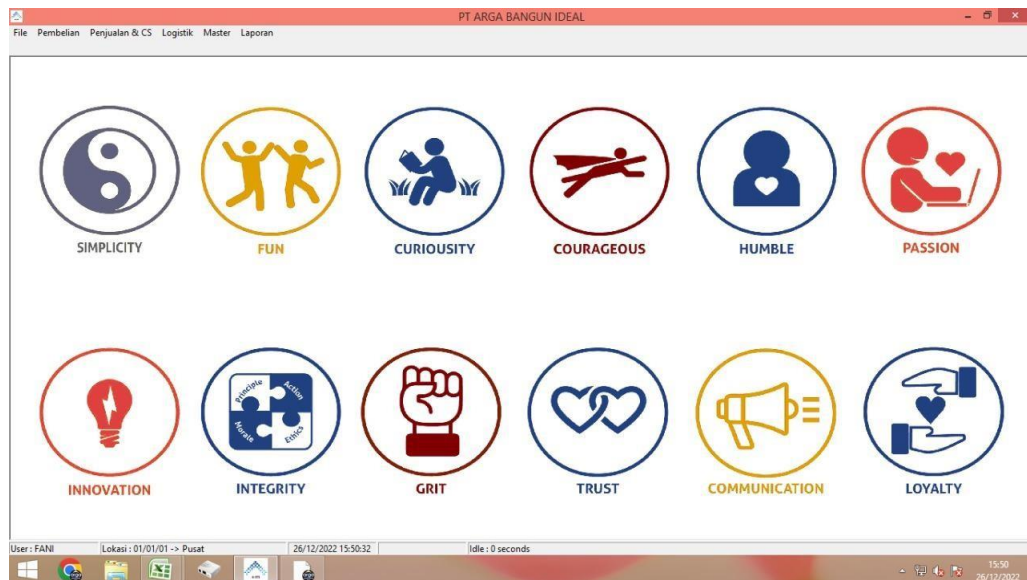 PT ARGA BANGUN IDEAL
File Pembelian Penjualan & CS Logistik Master Laporan
SIMPLICITY FUN CURIOUSITY COURAGEOUS HUMBLE PASSION
Principle Action
Morale Ethics
INNOVATION INTEGRITY GRIT TRUST COMMUNICATION LOYALTY
User : FANI Lokasi : 01/01/01 -> Pusat 26/12/2022 15:50:32 Idle : 0 seconds
15:50
26/12/2022